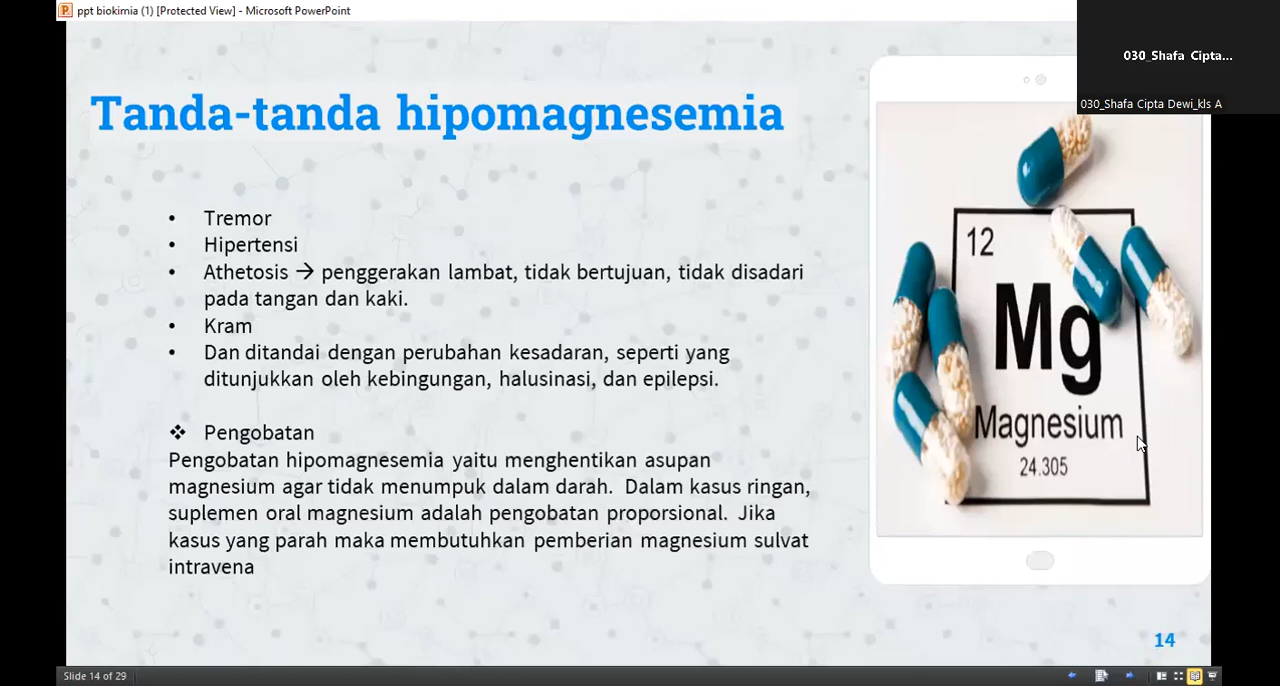 ppt biokimia (1) [Protected View] - Microsoft PowerPoint
030_Shafa Cipta...
030_Shafa Cipta Dewi_kls A
Tanda-tanda hipomagnesemia
• Tremor
• Hipertensi
• Athetosis → penggerakan lambat, tidak bertujuan, tidak disadari
pada tangan dan kaki.
• Kram
• Dan ditandai dengan perubahan kesadaran, seperti yang
ditunjukkan oleh kebingungan, halusinasi, dan epilepsi.
❖ Pengobatan
Pengobatan hipomagnesemia yaitu menghentikan asupan
magnesium agar tidak menumpuk dalam darah. Dalam kasus ringan,
suplemen oral magnesium adalah pengobatan proporsional. Jika
kasus yang parah maka membutuhkan pemberian magnesium sulvat
intravena
12
Mg
Magnesium
24.305
14
Slide 14 of 29